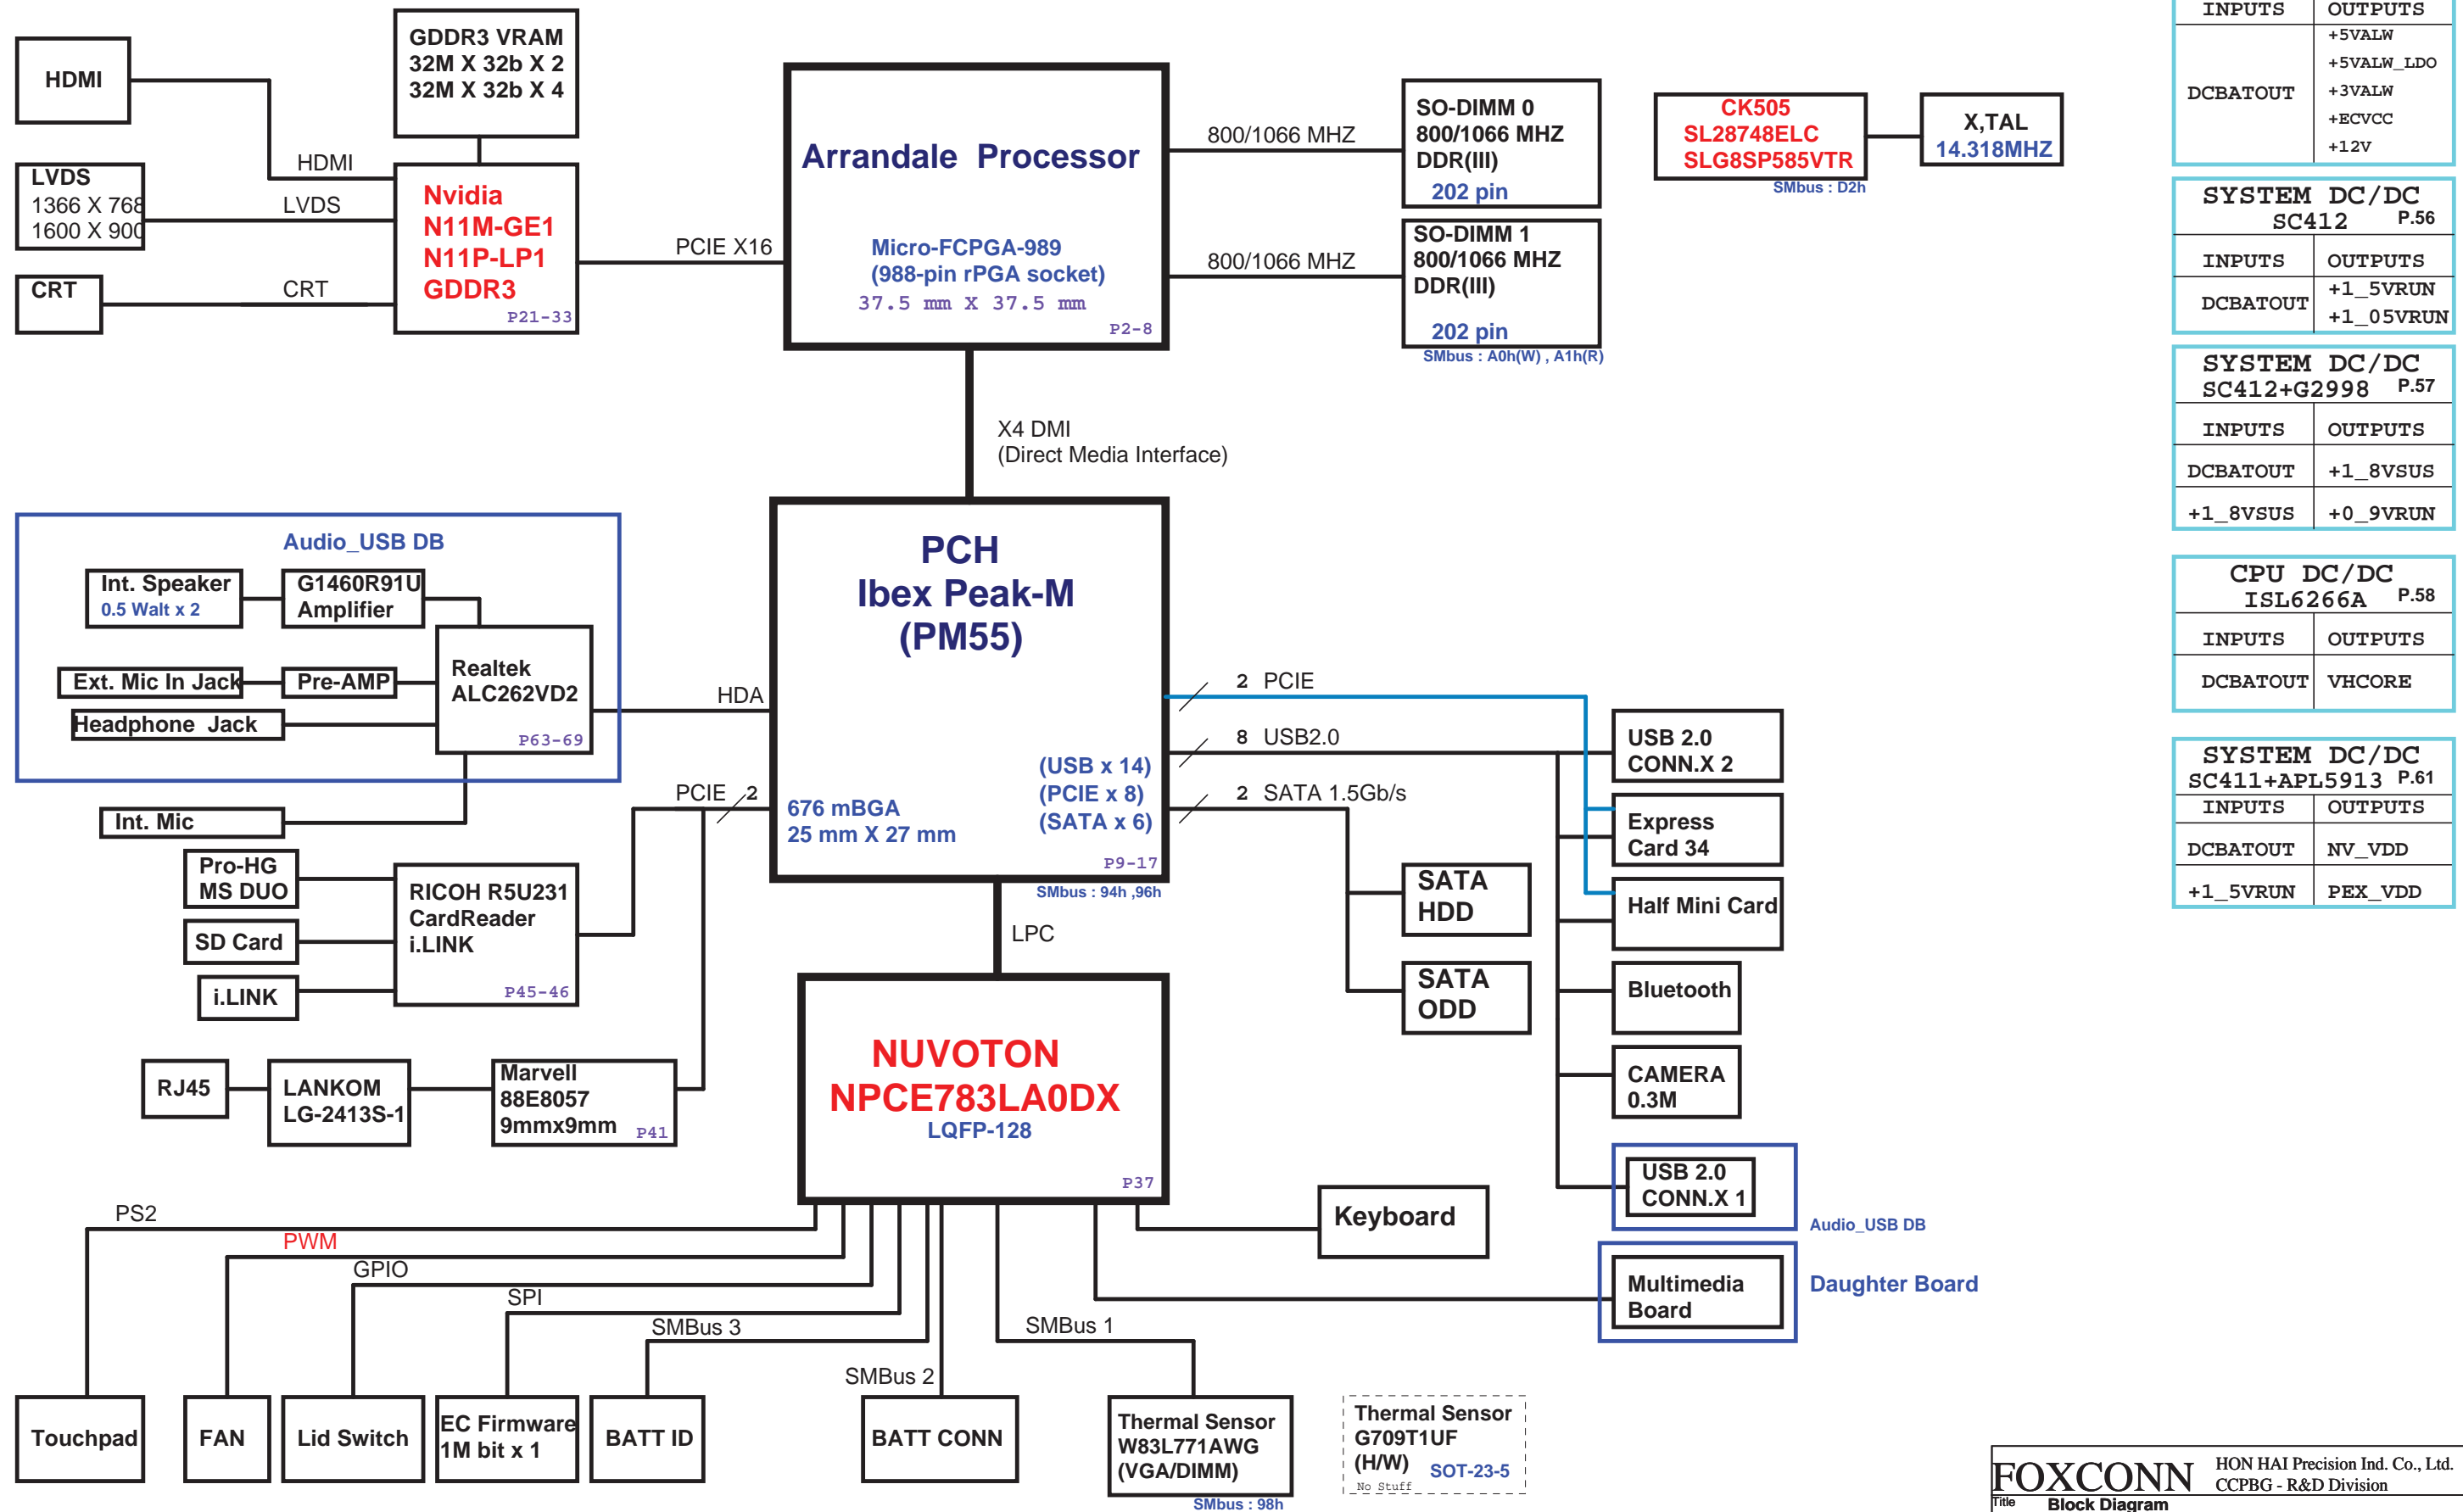 HDMI
GDDR3 VRAM
32M X 32b X 2
32M X 32b X 4
HDMI
LVDS
1366 X 768
1600 X 900
LVDS
CRT
CRT
Nvidia
N11M-GE1
N11P-LP1
GDDR3
P21-33
PCIE X16
Arrandale Processor
Micro-FCPGA-989
(988-pin rPGA socket)
37.5 mm X 37.5 mm
P2-8
800/1066 MHZ
SO-DIMM 0
800/1066 MHZ
DDR(III)
202 pin
800/1066 MHZ
SO-DIMM 1
800/1066 MHZ
DDR(III)
202 pin
SMbus : A0h(W) , A1h(R)
CK505
SL28748ELC
SLG8SP585VTR
SMbus : D2h
X,TAL
14.318MHZ
X4 DMI
(Direct Media Interface)
Audio_USB DB
Int. Speaker
0.5 Walt x 2
G1460R91U
Amplifier
Ext. Mic In Jack
Pre-AMP
Headphone Jack
Realtek
ALC262VD2
P63-69
HDA
Int. Mic
PCH
Ibex Peak-M
(PM55)
(USB x 14)
(PCIE x 8)
(SATA x 6)
676 mBGA
25 mm X 27 mm
P9-17
SMbus : 94h ,96h
PCIE 2
2 PCIE
8 USB2.0
2 SATA 1.5Gb/s
Pro-HG
MS DUO
SD Card
i.LINK
RICOH R5U231
CardReader
i.LINK
P45-46
RJ45
LANKOM
LG-2413S-1
Marvell
88E8057
9mmx9mm
P41
LPC
SATA
HDD
SATA
ODD
USB 2.0
CONN.X 2
Express
Card 34
Half Mini Card
Bluetooth
CAMERA
0.3M
USB 2.0
CONN.X 1
Audio_USB DB
Multimedia
Board
Daughter Board
NUVOTON
NPCE783LA0DX
LQFP-128
P37
Keyboard
PS2
PWM
GPIO
SPI
SMBus 3
SMBus 2
SMBus 1
Touchpad
FAN
Lid Switch
EC Firmware
1M bit x 1
BATT ID
BATT CONN
Thermal Sensor
W83L771AWG
(VGA/DIMM)
SMbus : 98h
Thermal Sensor
G709T1UF
(H/W)
SOT-23-5
No Stuff
INPUTS OUTPUTS
DCBATOUT
+5VALW
+5VALW_LDO
+3VALW
+ECVCC
+12V
SYSTEM DC/DC
SC412 P.56
INPUTS OUTPUTS
DCBATOUT
+1_5VRUN
+1_05VRUN
SYSTEM DC/DC
SC412+G2998 P.57
INPUTS OUTPUTS
DCBATOUT +1_8VSUS
+1_8VSUS +0_9VRUN
CPU DC/DC
ISL6266A P.58
INPUTS OUTPUTS
DCBATOUT VHCORE
SYSTEM DC/DC
SC411+APL5913 P.61
INPUTS OUTPUTS
DCBATOUT NV_VDD
+1_5VRUN PEX_VDD
FOXCONN
HON HAI Precision Ind. Co., Ltd.
CCPBG - R&D Division
Title
Block Diagram